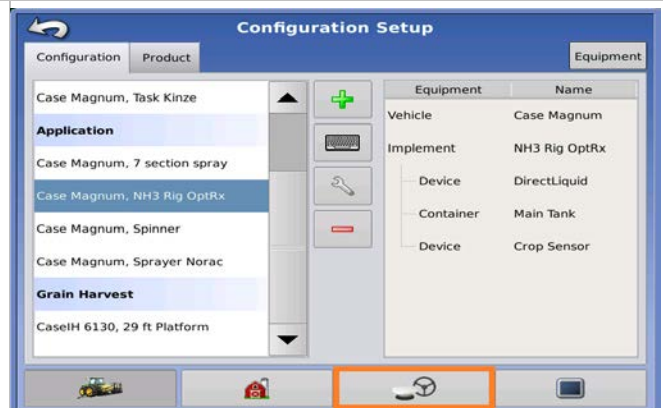 Configuration Setup
Configuration Product Equipment
Case Magnum, Task Kinze
Application
Case Magnum, 7 section spray
Case Magnum, NH3 Rig OptRx
Case Magnum, Spinner
Case Magnum, Sprayer Norac
Grain Harvest
CaseIH 6130, 29 ft Platform
Equipment Name
Vehicle Case Magnum
Implement NH3 Rig OptRx
Device DirectLiquid
Container Main Tank
Device Crop Sensor